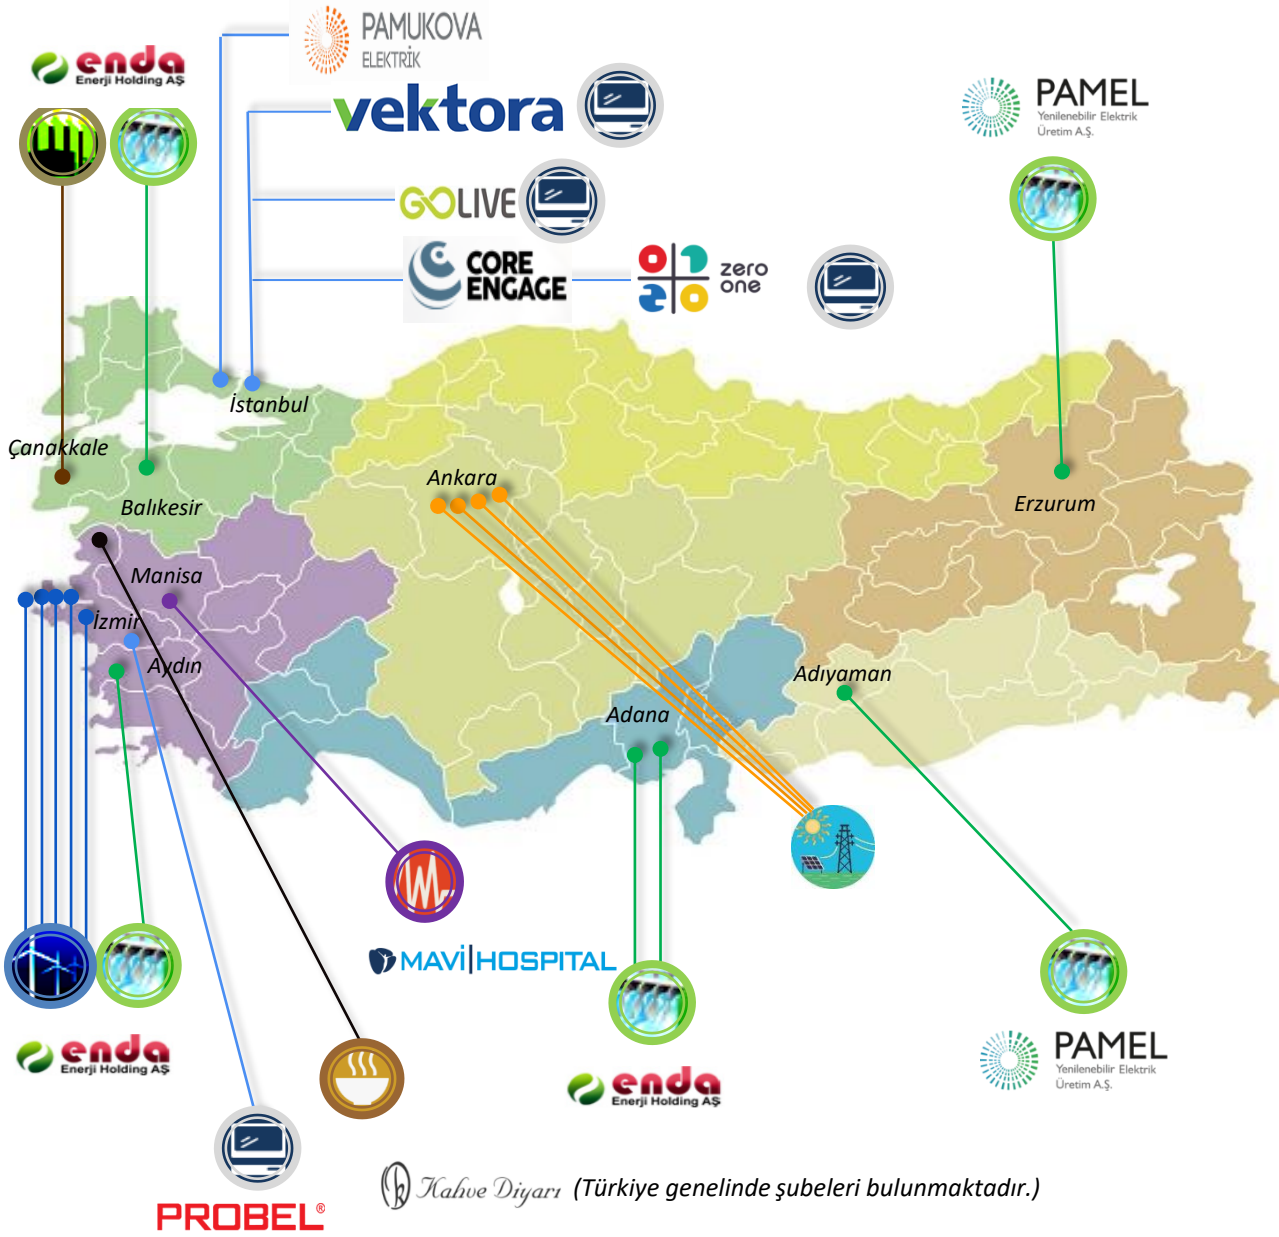 PAMUKOVA
ELEKTRİK
enda
Enerji Holding AŞ
vektora
PAMEL
Yenilenebilir Elektrik
Üretim A.Ş.
GOLIVE
CORE
ENGAGE
zero
one
İstanbul
Çanakkale
Ankara
Balıkesir
Erzurum
Manisa
İzmir
Aydın
Adıyaman
Adana
MAVİ|HOSPITAL
enda
Enerji Holding AŞ
enda
Enerji Holding AŞ
PAMEL
Yenilenebilir Elektrik
Üretim A.Ş.
Kahve Diyarı (Türkiye genelinde şubeleri bulunmaktadır.)
PROBEL®